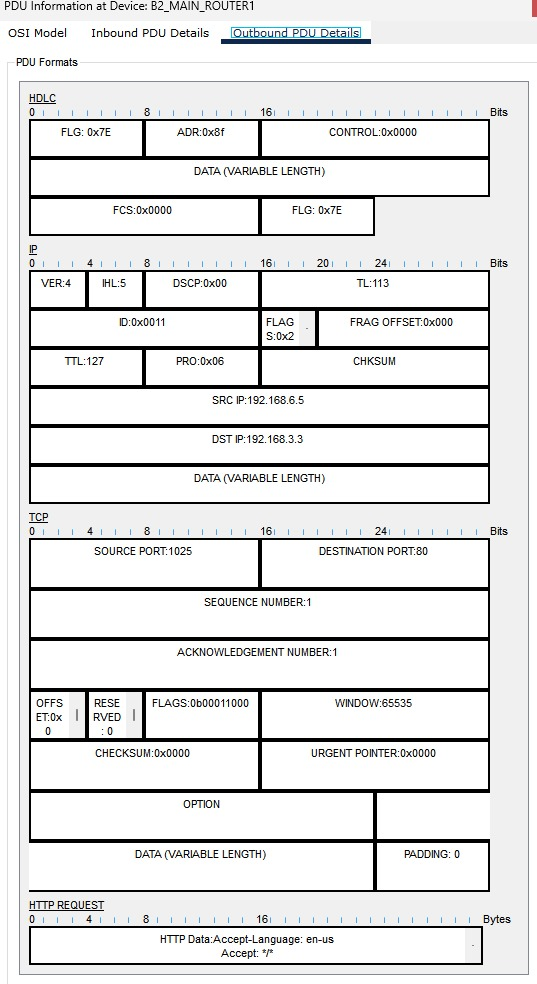 PDU Information at Device: B2_MAIN_ROUTER1
OSI Model Inbound PDU Details Outbound PDU Details
PDU Formats
HDLC
0 8 16 Bits
FLG: 0x7E ADR:0x8f CONTROL:0x0000
DATA (VARIABLE LENGTH)
FCS:0x0000 FLG: 0x7E
IP
0 4 8 16 20 24 Bits
VER:4 IHL:5 DSCP:0x00 TL:113
ID:0x0011 FLAG
S:0x2 FRAG OFFSET:0x000
TTL:127 PRO:0x06 CHKSUM
SRC IP:192.168.6.5
DST IP:192.168.3.3
DATA (VARIABLE LENGTH)
TCP
0 4 8 16 24 Bits
SOURCE PORT:1025 DESTINATION PORT:80
SEQUENCE NUMBER:1
ACKNOWLEDGEMENT NUMBER:1
OFFS
ET:0x
0 RESE
RVED
: 0 FLAGS:0b00011000 WINDOW:65535
CHECKSUM:0x0000 URGENT POINTER:0x0000
OPTION
DATA (VARIABLE LENGTH) PADDING: 0
HTTP REQUEST
0 4 8 16 Bytes
HTTP Data:Accept-Language: en-us
Accept: */*